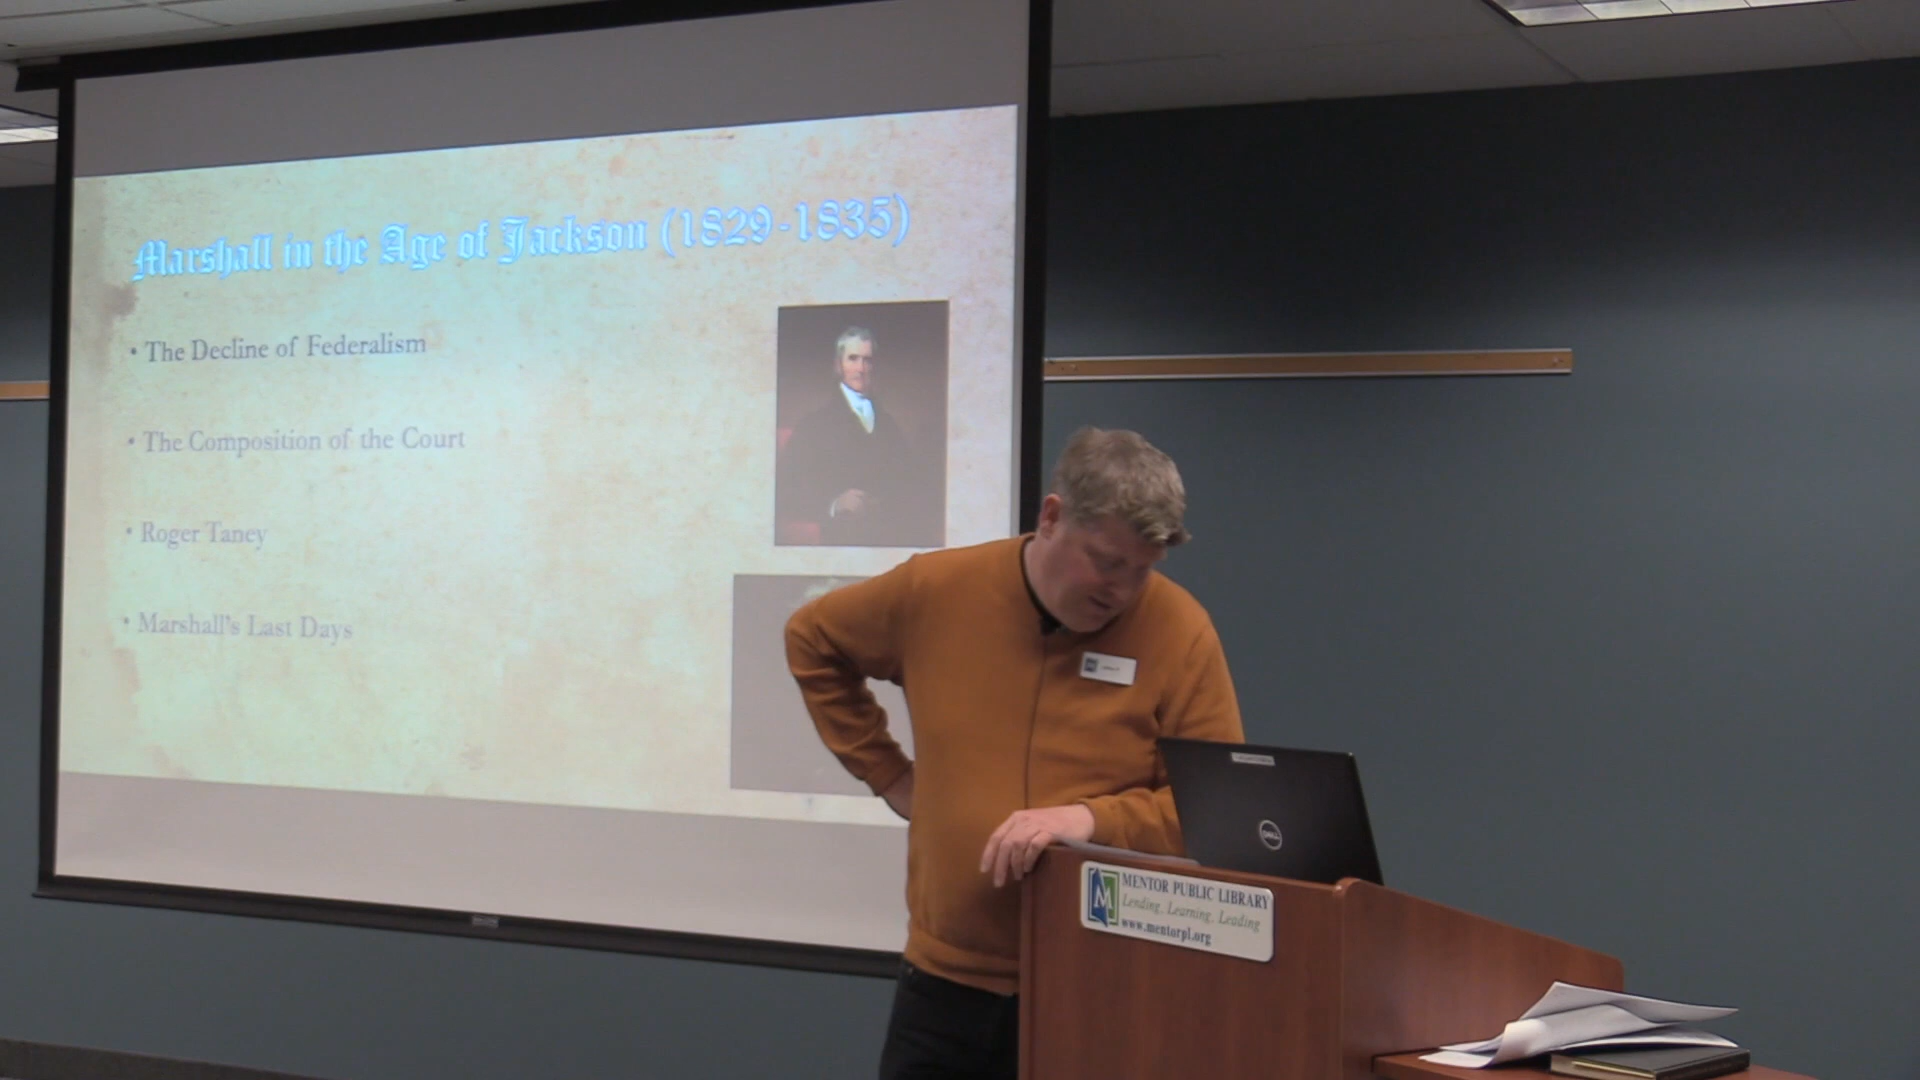 Marshall in the Age of Jackson (1829-1835)
• The Decline of Federalism
• The Composition of the Court
• Roger Taney
• Marshall's Last Days
DELL
M
MENTOR PUBLIC LIBRARY
Lending, Learning, Leading
www.mentorpl.org